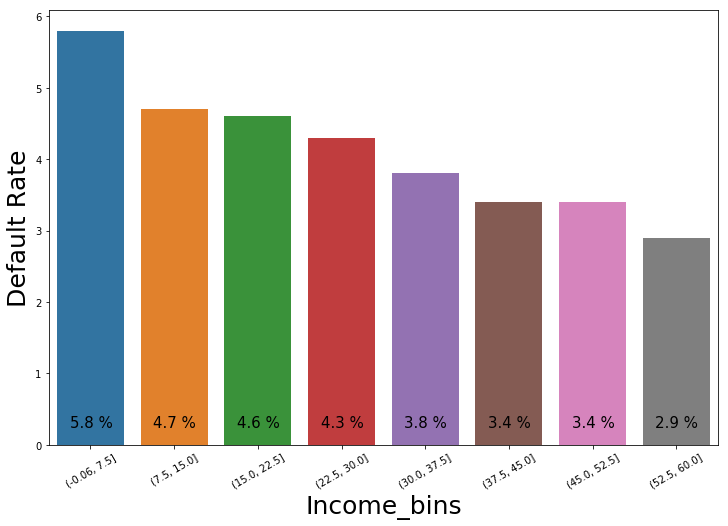 Default Rate
6
5
4
3
2
1
0
5.8 % 4.7 % 4.6 % 4.3 % 3.8 % 3.4 % 3.4 % 2.9 %
(-0.06, 7.5] (7.5, 15.0] (15.0, 22.5] (22.5, 30.0] (30.0, 37.5] (37.5, 45.0] (45.0, 52.5] (52.5, 60.0]
Income_bins